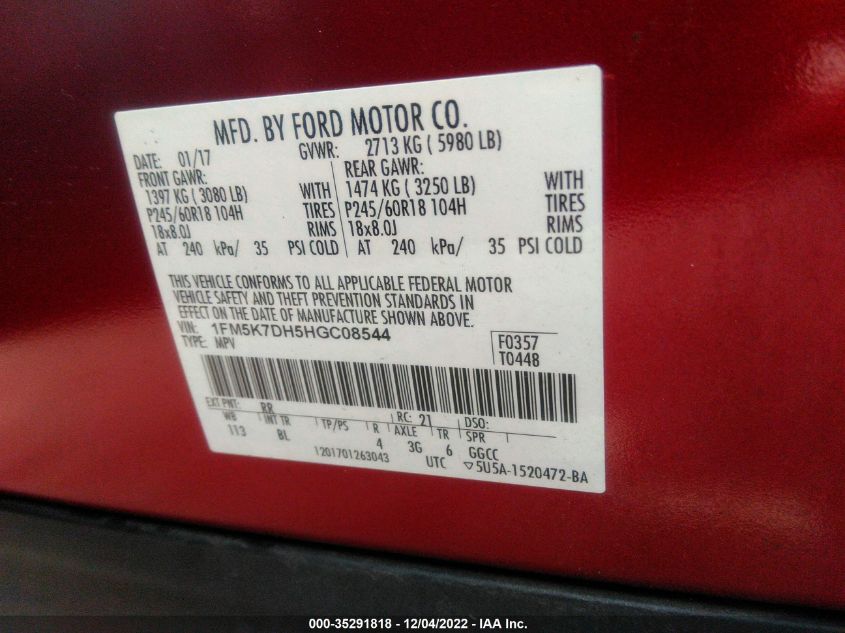 MFD. BY FORD MOTOR CO.
DATE: 01/17 GVWR: 2713 KG ( 5980 LB)
FRONT GAWR: REAR GAWR:
1397 KG ( 3080 LB) WITH 1474 KG ( 3250 LB) WITH
P245/60R18 104H TIRES P245/60R18 104H TIRES
18x8.0J RIMS 18x8.0J RIMS
AT 240 kPa/ 35 PSI COLD AT 240 kPa/ 35 PSI COLD
THIS VEHICLE CONFORMS TO ALL APPLICABLE FEDERAL MOTOR
VEHICLE SAFETY AND THEFT PREVENTION STANDARDS IN
EFFECT ON THE DATE OF MANUFACTURE SHOWN ABOVE.
VIN: 1FM5K7DH5HGC08544
TYPE: MPV
F0357
T0448
EXT PNT: RR RC: 21 DSO:
WB INT TR TP/PS R AXLE TR SPR
113 BL 4 3G 6 GGCC
1201701263043 UTC ▽5U5A-1520472-BA
000-35291818 - 12/04/2022 - IAA Inc.